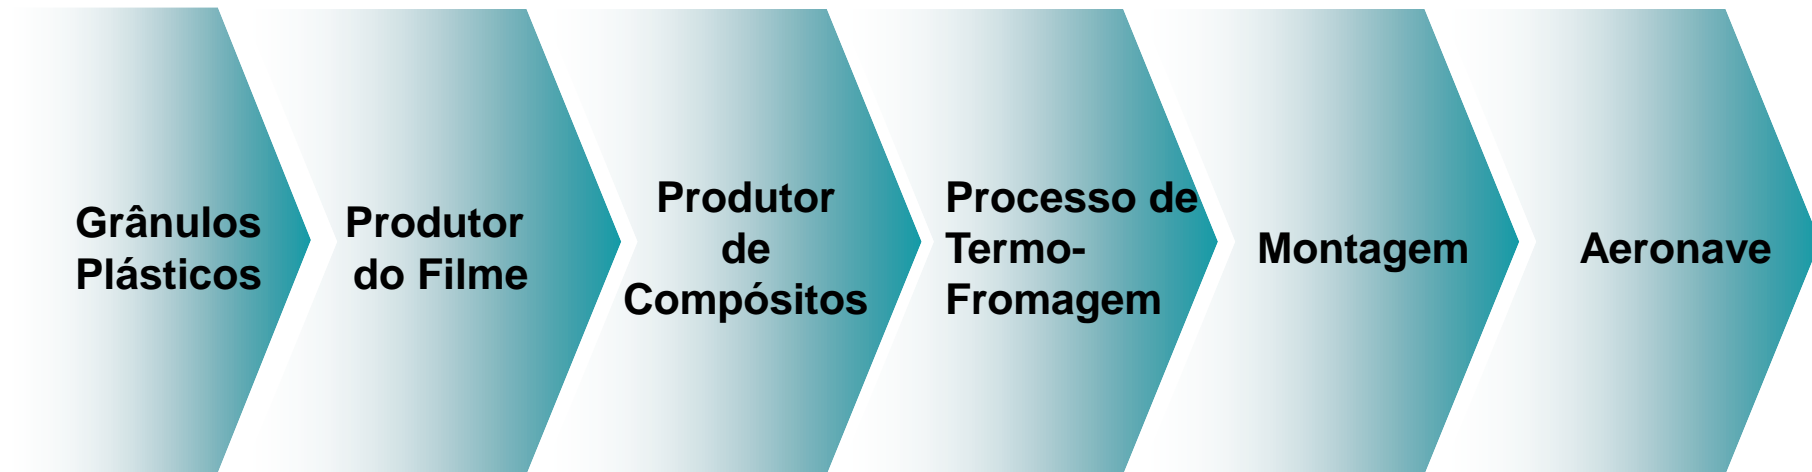 Grânulos
Plásticos
Produtor
do Filme
Produtor
de
Compósitos
Processo de
Termo-
Fromagem
Montagem
Aeronave